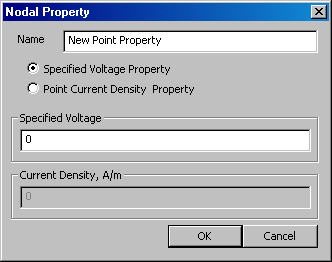 Nodal Property
Name New Point Property
Specified Voltage Property
Point Current Density Property
Specified Voltage
0
Current Density, A/m
0
OK Cancel